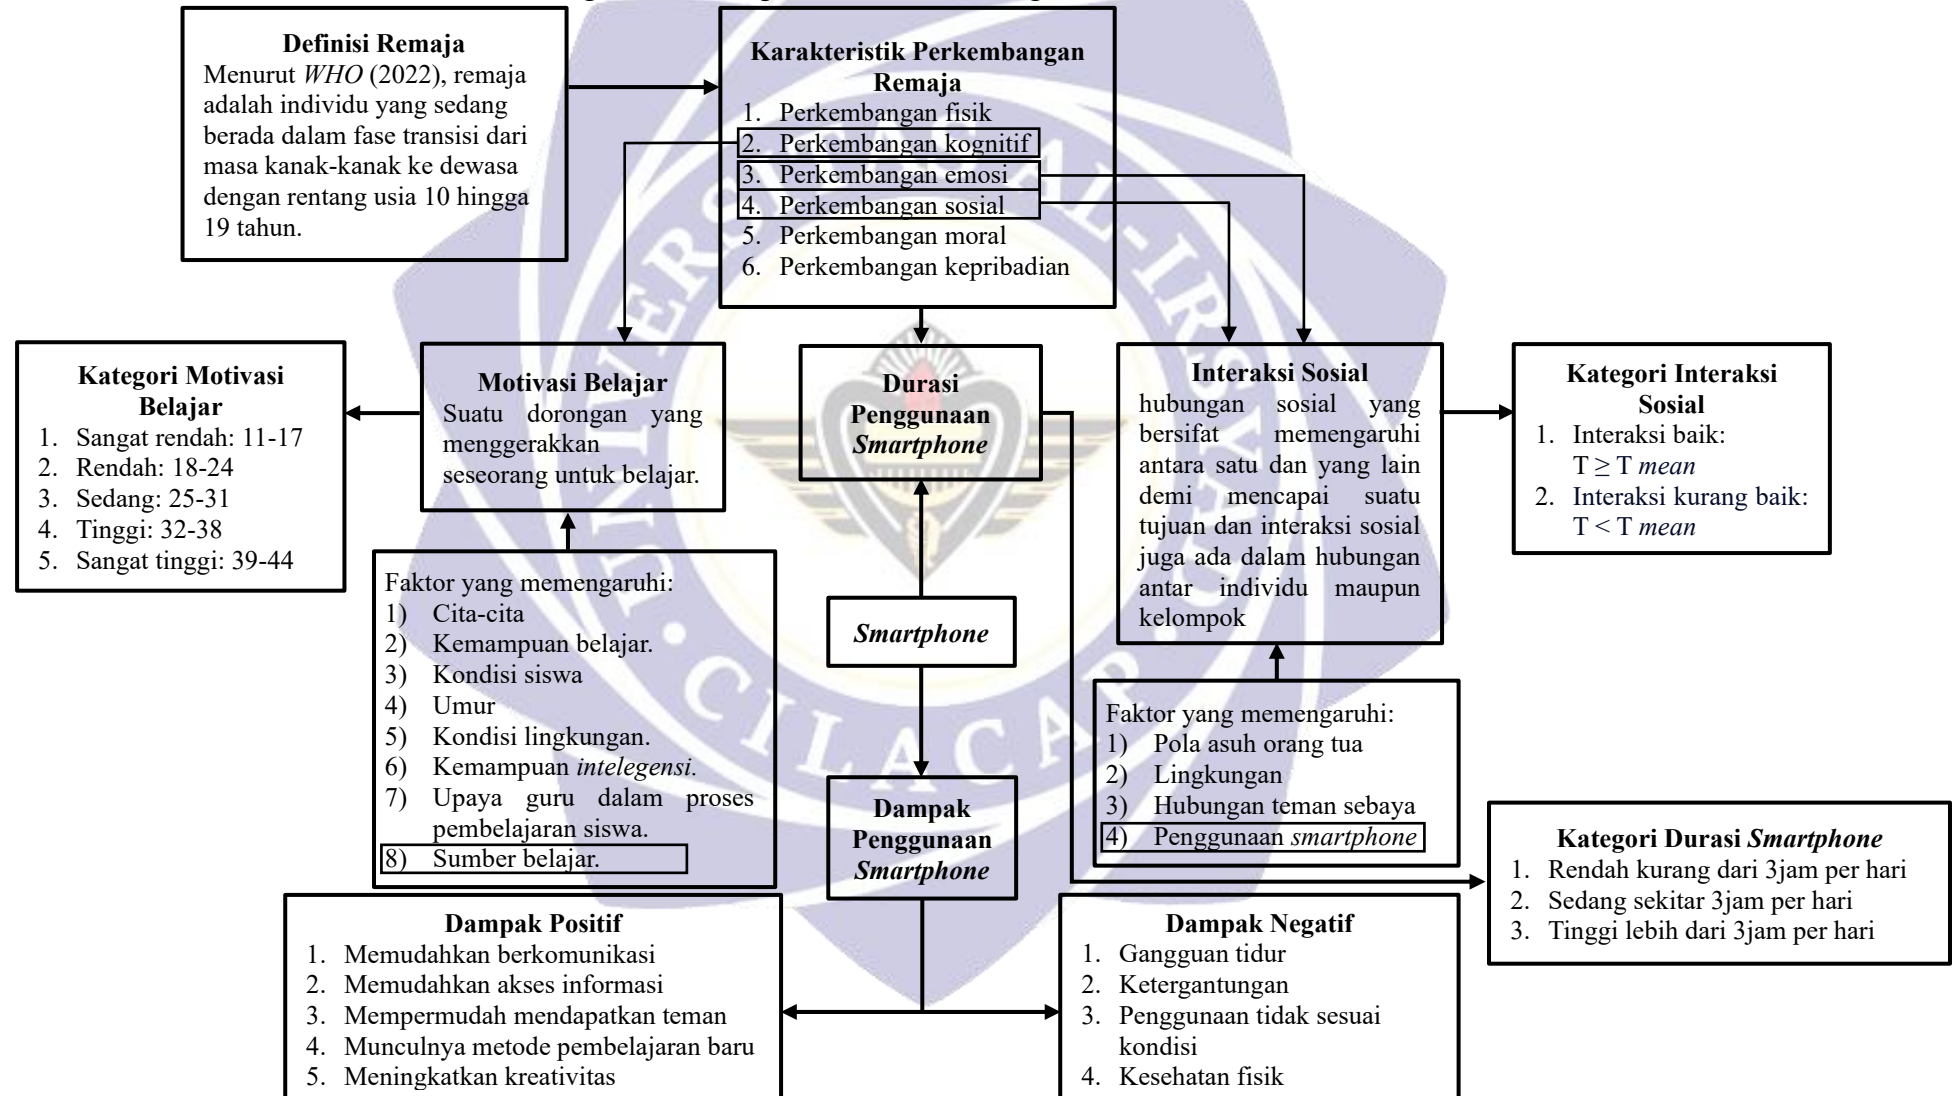 Definisi Remaja
Menurut WHO (2022), remaja
adalah individu yang sedang
berada dalam fase transisi dari
masa kanak-kanak ke dewasa
dengan rentang usia 10 hingga
19 tahun.
Karakteristik Perkembangan
Remaja
1. Perkembangan fisik
2. Perkembangan kognitif
3. Perkembangan emosi
4. Perkembangan sosial
5. Perkembangan moral
6. Perkembangan kepribadian
Kategori Motivasi
Belajar
1. Sangat rendah: 11-17
2. Rendah: 18-24
3. Sedang: 25-31
4. Tinggi: 32-38
5. Sangat tinggi: 39-44
Motivasi Belajar
Suatu dorongan yang
menggerakkan
seseorang untuk belajar.
Durasi
Penggunaan
Smartphone
Interaksi Sosial
hubungan sosial yang
bersifat memengaruhi
antara satu dan yang lain
demi mencapai suatu
tujuan dan interaksi sosial
juga ada dalam hubungan
antar individu maupun
kelompok
Kategori Interaksi
Sosial
1. Interaksi baik:
T ≥ T mean
2. Interaksi kurang baik:
T < T mean
Faktor yang memengaruhi:
1) Cita-cita
2) Kemampuan belajar.
3) Kondisi siswa
4) Umur
5) Kondisi lingkungan.
6) Kemampuan intelegensi.
7) Upaya guru dalam proses
pembelajaran siswa.
8) Sumber belajar.
Smartphone
Faktor yang memengaruhi:
1) Pola asuh orang tua
2) Lingkungan
3) Hubungan teman sebaya
4) Penggunaan smartphone
Dampak
Penggunaan
Smartphone
Kategori Durasi Smartphone
1. Rendah kurang dari 3jam per hari
2. Sedang sekitar 3jam per hari
3. Tinggi lebih dari 3jam per hari
Dampak Positif
1. Memudahkan berkomunikasi
2. Memudahkan akses informasi
3. Mempermudah mendapatkan teman
4. Munculnya metode pembelajaran baru
5. Meningkatkan kreativitas
Dampak Negatif
1. Gangguan tidur
2. Ketergantungan
3. Penggunaan tidak sesuai
kondisi
4. Kesehatan fisik
UNIVERSITAS AL-IRSYAD
CILACAP